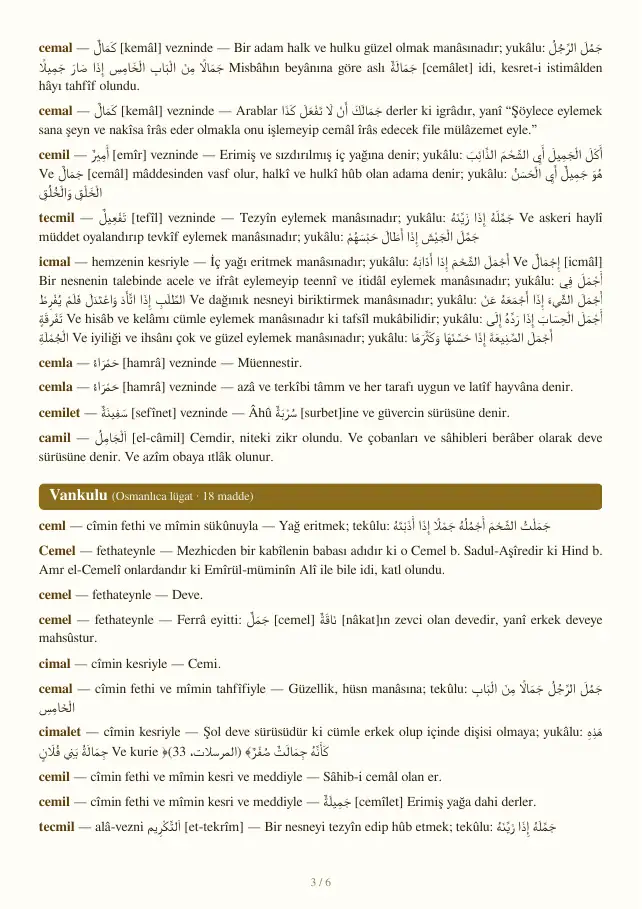 cemal — كَمَالٌ [kemâl] vezninde — Bir adam halk ve hulku güzel olmak manâsınadır; yukâlu: جَمُلَ الرَّجُلُ
جَمَالًا مِنَ الْبَابِ الْخَامِسِ إِذَا صَارَ جَمِيلًا Misbâhın beyânına göre aslı جَمَالَةٌ [cemâlet] idi, kesret-i istimâlden
hâyı tahfîf olundu.
cemal — كَمَالٌ [kemâl] vezninde — Arablar جَمَالَكَ أَنْ لَا تَفْعَلَ كَذَا derler ki igrâdır, yanî “Şöylece eylemek
sana şeyn ve nakîsa îrâs eder olmakla onu işlemeyip cemâl îrâs edecek file mülâzemet eyle.”
cemil — أَمِيرٌ [emîr] vezninde — Erimiş ve sızdırılmış iç yağına denir; yukâlu: أَكَلَ الْجَمِيلَ أَيِ الشَّحْمَ الذَّائِبَ
Ve جَمَالٌ [cemâl] mâddesinden vasf olur, halkî ve hulkî hûb olan adama denir; yukâlu: هُوَ جَمِيلٌ أَيِ الْحَسَنُ
الْخَلْقِ وَالْخُلُقِ
tecmil — تَفْعِيلٌ [tefîl] vezninde — Tezyîn eylemek manâsınadır; yukâlu: جَمَّلَهُ إِذَا زَيَّنَهُ Ve askeri haylî
müddet oyalandırıp tevkîf eylemek manâsınadır; yukâlu: جَمَّلَ الْجَيْشَ إِذَا أَطَالَ حَبْسَهُمْ
icmal — hemzenin kesriyle — İç yağı eritmek manâsınadır; yukâlu: أَجْمَلَ الشَّحْمَ إِذَا أَذَابَهُ Ve إِجْمَالٌ [icmâl]
Bir nesnenin talebinde acele ve ifrât eylemeyip teennî ve itidâl eylemek manâsınadır; yukâlu: أَجْمَلَ فِي
الطَّلَبِ إِذَا اتَّأَدَ وَاعْتَدَلَ فَلَمْ يُفْرِطْ Ve dağınık nesneyi biriktirmek manâsınadır; yukâlu: أَجْمَلَ الشَّيْءَ إِذَا أَجْمَعَهُ عَنْ
تَفْرِقَةٍ Ve hisâb ve kelâmı cümle eylemek manâsınadır ki tafsîl mukâbilidir; yukâlu: أَجْمَلَ الْحِسَابَ إِذَا رَدَّهُ إِلَى
الْجُمْلَةِ Ve iyiliği ve ihsânı çok ve güzel eylemek manâsınadır; yukâlu: أَجْمَلَ الصَّنِيعَةَ إِذَا حَسَّنَهَا وَكَثَّرَهَا
cemla — حَمْرَاءُ [hamrâ] vezninde — Müennestir.
cemla — حَمْرَاءُ [hamrâ] vezninde — azâ ve terkîbi tâmm ve her tarafı uygun ve latîf hayvâna denir.
cemilet — سَفِينَةٌ [sefînet] vezninde — Âhû سُرْبَةٌ [surbet]ine ve güvercin sürüsüne denir.
camil — اَلْجَامِلُ [el-câmil] Cemdir, niteki zikr olundu. Ve çobanları ve sâhibleri berâber olarak deve
sürüsüne denir. Ve azîm obaya ıtlâk olunur.
Vankulu (Osmanlıca lügat · 18 madde)
ceml — cîmin fethi ve mîmin sükûnuyla — Yağ eritmek; tekûlu: جَمَلْتُ الشَّحْمَ أَجْمُلُهُ جَمْلًا إِذَا أَذَبْتَهُ
Cemel — fethateynle — Mezhicden bir kabîlenin babası adıdır ki o Cemel b. Sadul-Aşîredir ki Hind b.
Amr el-Cemelî onlardandır ki Emîrül-müminîn Alî ile bile idi, katl olundu.
cemel — fethateynle — Deve.
cemel — fethateynle — Ferrâ eyitti: جَمَلٌ [cemel] نَاقَةٌ [nâkat]ın zevci olan devedir, yanî erkek deveye
mahsûstur.
cimal — cîmin kesriyle — Cemi.
cemal — cîmin fethi ve mîmin tahfîfiyle — Güzellik, hüsn manâsına; tekûlu: جَمُلَ الرَّجُلُ جَمَالًا مِنَ الْبَابِ
الْخَامِسِ
cimalet — cîmin kesriyle — Şol deve sürüsüdür ki cümle erkek olup içinde dişisi olmaya; yukâlu: هَذِهِ
جِمَالَةُ بَنِي فُلَانٍ Ve kurie ﴿كَأَنَّهُ جِمَالَتٌ صُفْرٌ﴾ (المرسلات، 33)
cemil — cîmin fethi ve mîmin kesri ve meddiyle — Sâhib-i cemâl olan er.
cemil — cîmin fethi ve mîmin kesri ve meddiyle — جَمِيلَةٌ [cemîlet] Erimiş yağa dahi derler.
tecmil — alâ-vezni اَلتَّكْرِيمِ [et-tekrîm] — Bir nesneyi tezyîn edip hûb etmek; tekûlu: جَمَّلَهُ إِذَا زَيَّنَهُ
3 / 6